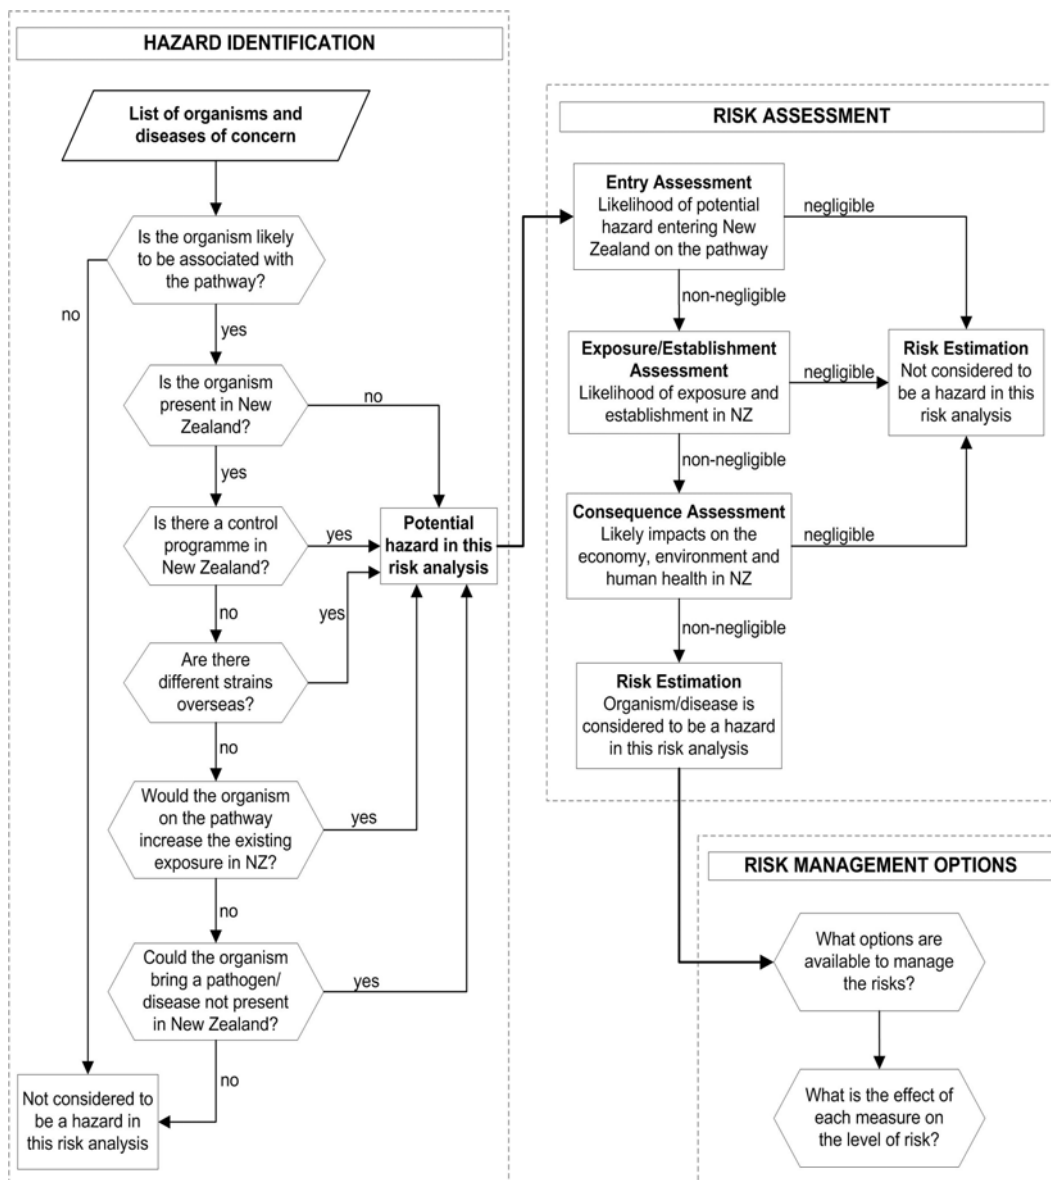 HAZARD IDENTIFICATION
List of organisms and
diseases of concern
Is the organism likely
to be associated with
the pathway?
no
yes
Is the organism
present in New
Zealand?
no
yes
Is there a control
programme in
New Zealand?
yes
no
Potential
hazard in this
risk analysis
Are there
different strains
overseas?
yes
no
Would the organism
on the pathway
increase the existing
exposure in NZ?
yes
no
Could the organism
bring a pathogen/
disease not present
in New Zealand?
yes
no
Not considered to
be a hazard in
this risk analysis
RISK ASSESSMENT
Entry Assessment
Likelihood of potential
hazard entering New
Zealand on the pathway
negligible
non-negligible
Exposure/Establishment
Assessment
Likelihood of exposure and
establishment in NZ
negligible
non-negligible
Risk Estimation
Not considered to
be a hazard in this
risk analysis
Consequence Assessment
Likely impacts on the
economy, environment and
human health in NZ
negligible
non-negligible
Risk Estimation
Organism/disease is
considered to be a hazard
in this risk analysis
RISK MANAGEMENT OPTIONS
What options are
available to manage
the risks?
What is the effect of
each measure on
the level of risk?